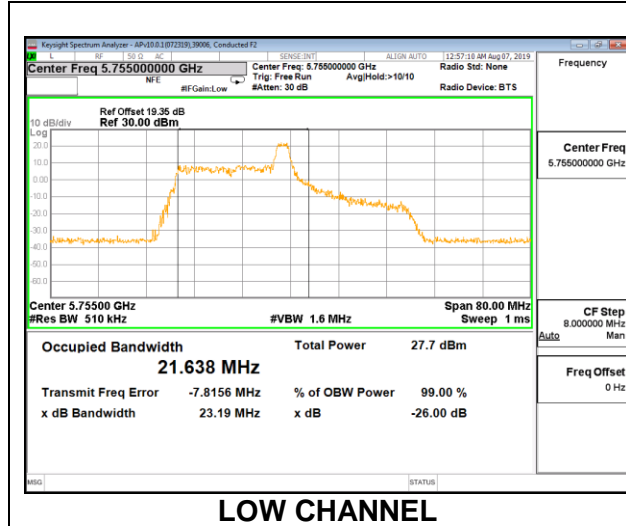 Keysight Spectrum Analyzer - APv10.0.1(072319),39006, Conducted F2
L RF 50 Ω AC SENSE:INT ALIGN AUTO 12:57:10 AM Aug 07, 2019
Center Freq 5.755000000 GHz Center Freq: 5.755000000 GHz Radio Std: None Frequency
NFE Trig: Free Run Avg|Hold:>10/10
#IFGain:Low #Atten: 30 dB Radio Device: BTS
Ref Offset 19.35 dB
10 dB/div Ref 30.00 dBm
Log
20.0
10.0
0.00
-10.0
-20.0
-30.0
-40.0
-50.0
-60.0
Center Freq
5.755000000 GHz
Center 5.75500 GHz Span 80.00 MHz
#Res BW 510 kHz #VBW 1.6 MHz Sweep 1 ms
CF Step
8.000000 MHz
Auto Man
Occupied Bandwidth Total Power 27.7 dBm
21.638 MHz
Freq Offset
0 Hz
Transmit Freq Error -7.8156 MHz % of OBW Power 99.00 %
x dB Bandwidth 23.19 MHz x dB -26.00 dB
MSG STATUS
LOW CHANNEL